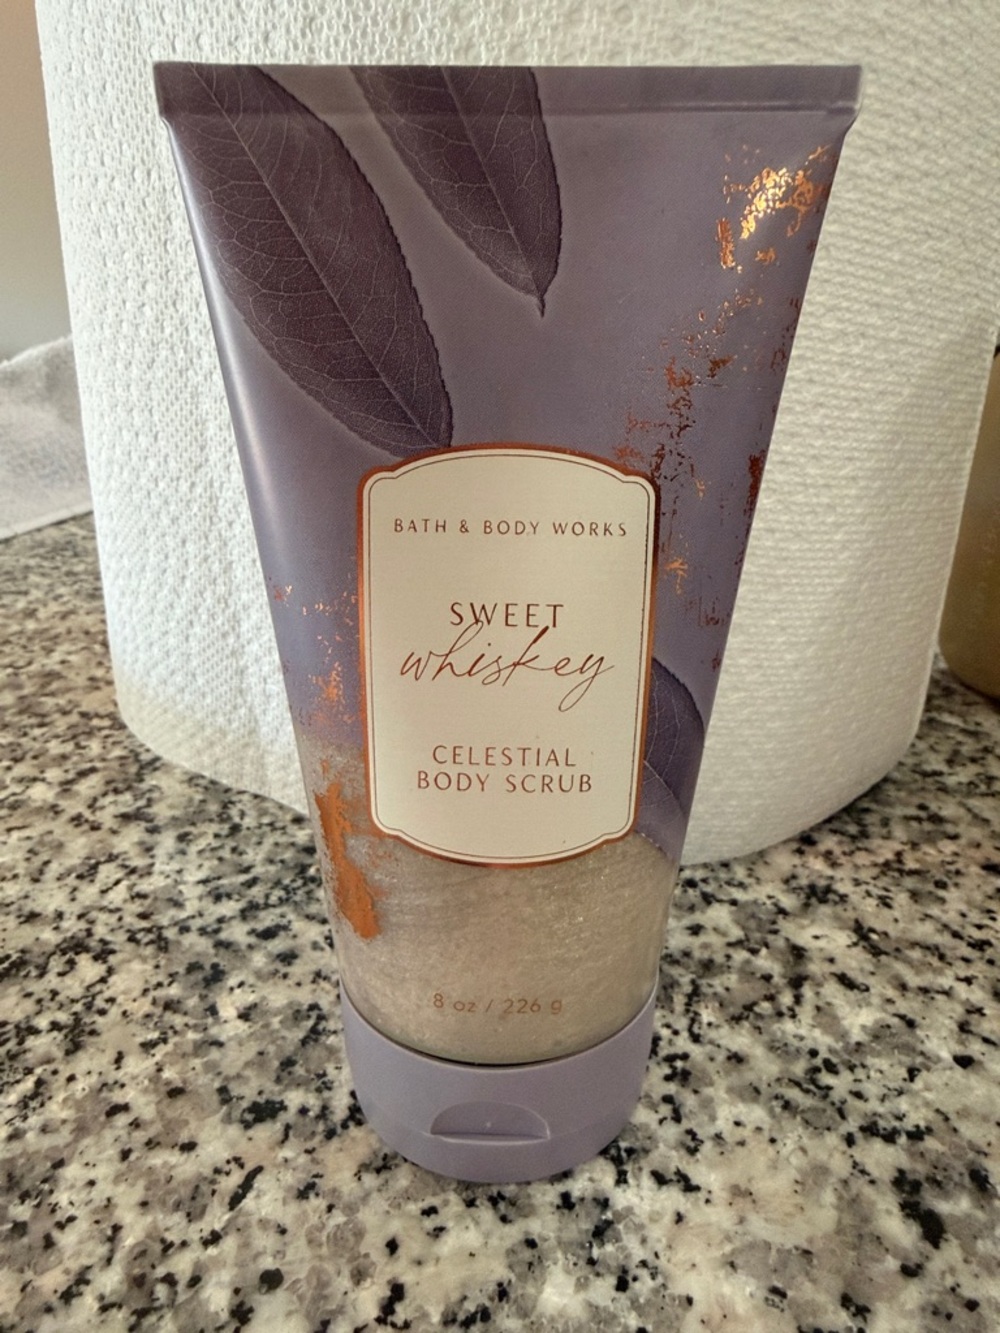 BATH & BODY WORKS
SWEET
whiskey
CELESTIAL
BODY SCRUB
8 oz / 226 g